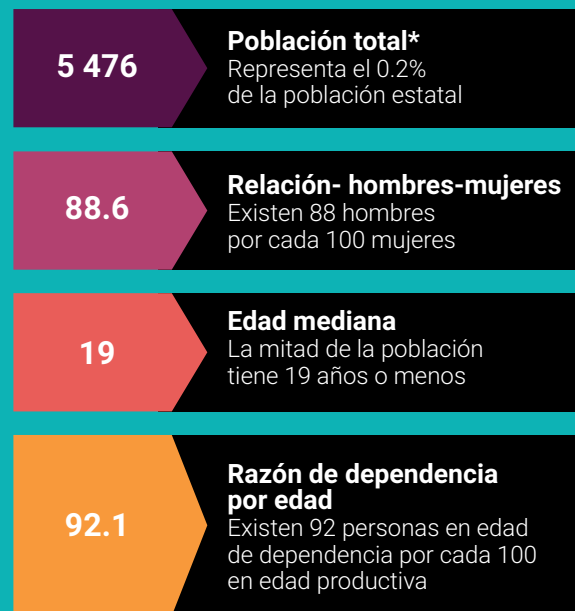 5 476
Población total*
Representa el 0.2%
de la población estatal
88.6
Relación- hombres-mujeres
Existen 88 hombres
por cada 100 mujeres
19
Edad mediana
La mitad de la población
tiene 19 años o menos
92.1
Razón de dependencia
por edad
Existen 92 personas en edad
de dependencia por cada 100
en edad productiva